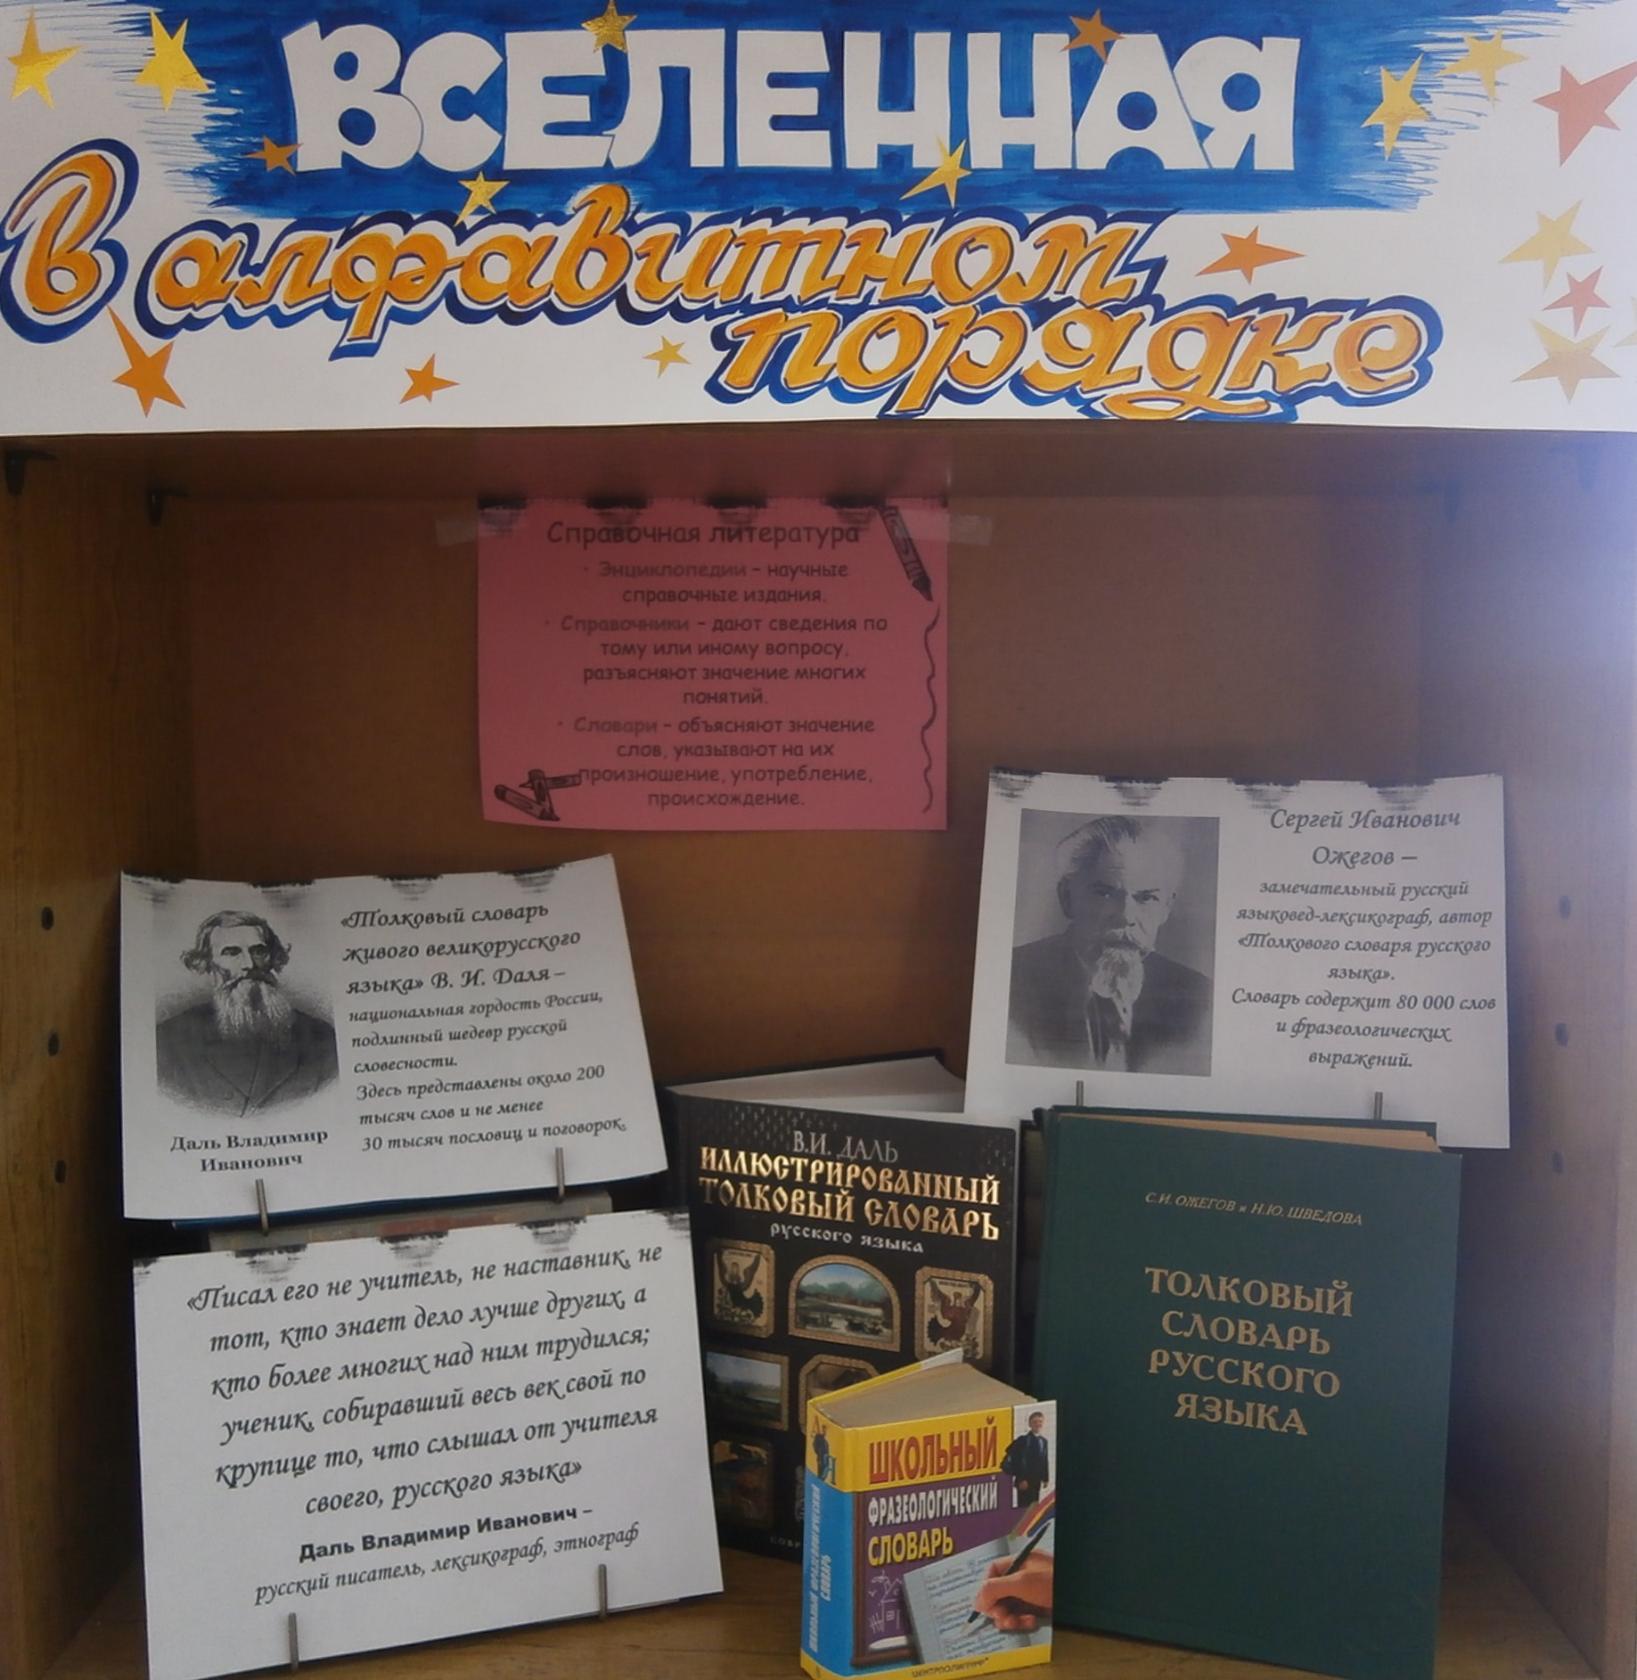 ВСЕЛЕННАЯ
в алфавитном
порядке
Справочная литература
· Энциклопедии – научные
справочные издания.
· Справочники – дают сведения по
тому или иному вопросу,
разъясняют значение многих
понятий.
· Словари – объясняют значение
слов, указывают на их
произношение, употребление,
происхождение.
Сергей Иванович
Ожегов –
замечательный русский
языковед-лексикограф, автор
«Толкового словаря русского
языка».
Словарь содержит 80 000 слов
и фразеологических
выражений.
«Толковый словарь
живого великорусского
языка» В. И. Даля –
национальная гордость России,
подлинный шедевр русской
словесности.
Здесь представлены около 200
тысяч слов и не менее
30 тысяч пословиц и поговорок.
Даль Владимир
Иванович
«Писал его не учитель, не наставник, не
тот, кто знает дело лучше других, а
кто более многих над ним трудился;
ученик, собиравший весь век свой по
крупице то, что слышал от учителя
своего, русского языка»
Даль Владимир Иванович –
русский писатель, лексикограф, этнограф
В.И. ДАЛЬ
ИЛЛЮСТРИРОВАННЫЙ
ТОЛКОВЫЙ СЛОВАРЬ
русского языка
С.И. ОЖЕГОВ и Н.Ю. ШВЕДОВА
ТОЛКОВЫЙ
СЛОВАРЬ
РУССКОГО
ЯЗЫКА
ШКОЛЬНЫЙ
ФРАЗЕОЛОГИЧЕСКИЙ
СЛОВАРЬ
ШКОЛЬНЫЙ ФРАЗЕОЛОГИЧЕСКИЙ
СЛОВАРЬ
ЦЕНТРПОЛИГРАФ